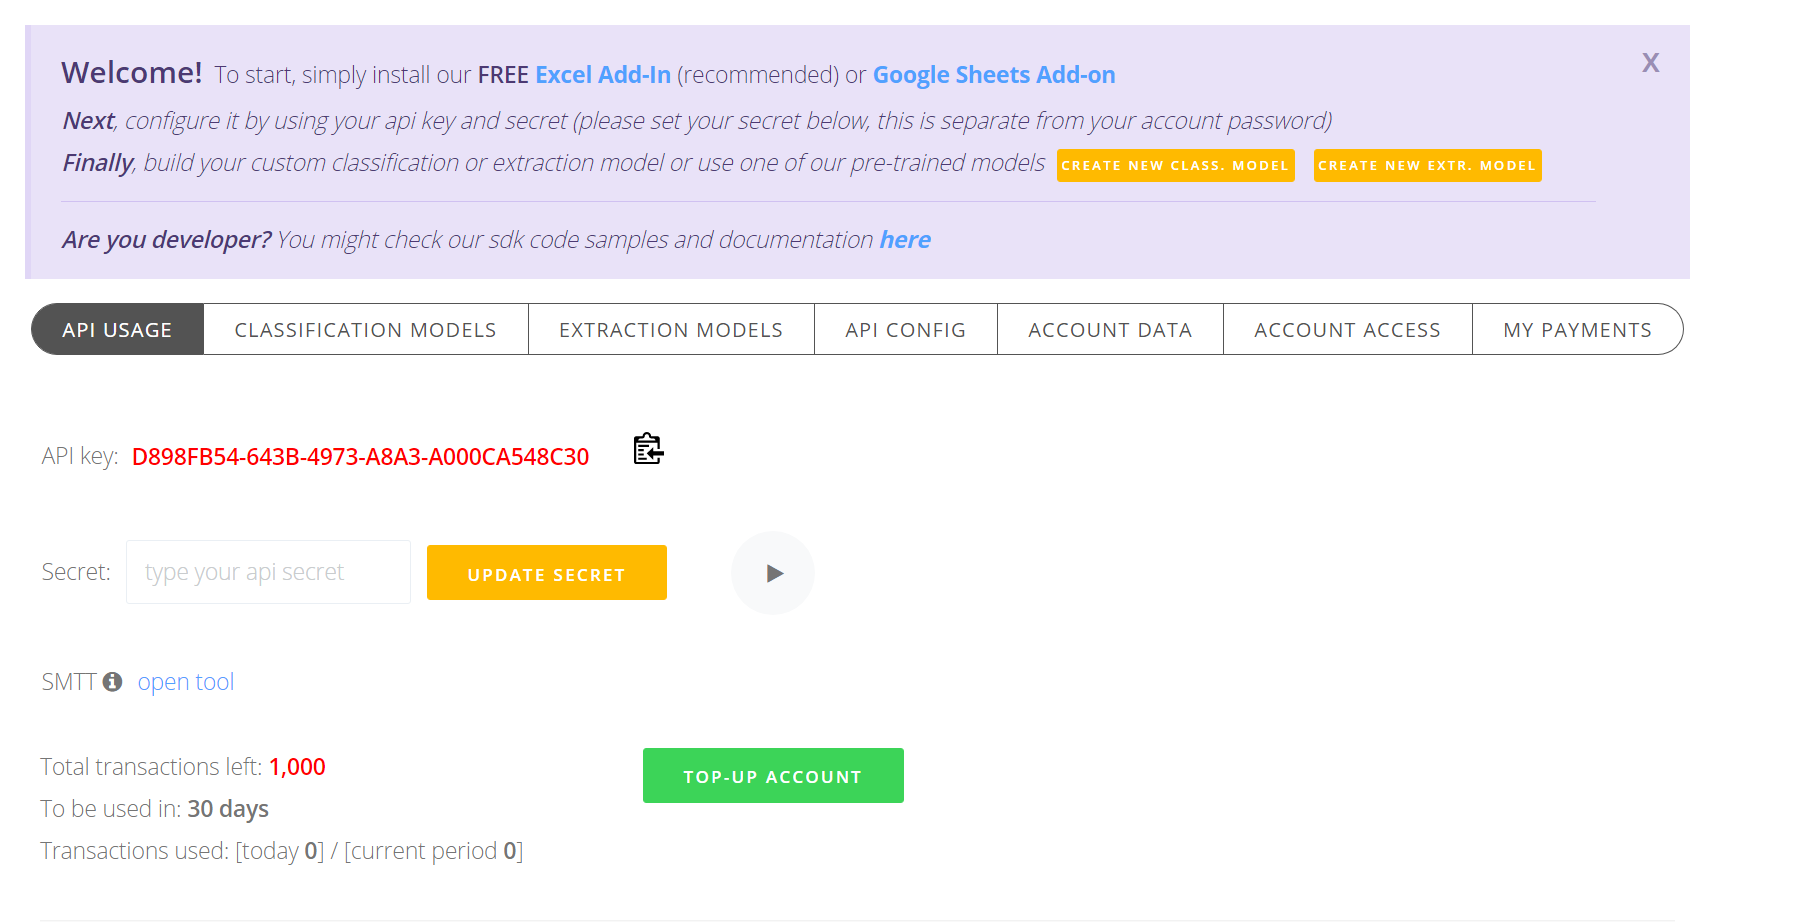 Welcome! To start, simply install our FREE Excel Add-In (recommended) or Google Sheets Add-on
X
Next, configure it by using your api key and secret (please set your secret below, this is separate from your account password)
Finally, build your custom classification or extraction model or use one of our pre-trained models CREATE NEW CLASS. MODEL CREATE NEW EXTR. MODEL
Are you developer? You might check our sdk code samples and documentation here
API USAGE CLASSIFICATION MODELS EXTRACTION MODELS API CONFIG ACCOUNT DATA ACCOUNT ACCESS MY PAYMENTS
API key: D898FB54-643B-4973-A8A3-A000CA548C30
Secret: type your api secret UPDATE SECRET
SMTT open tool
Total transactions left: 1,000
TOP-UP ACCOUNT
To be used in: 30 days
Transactions used: [today 0] / [current period 0]